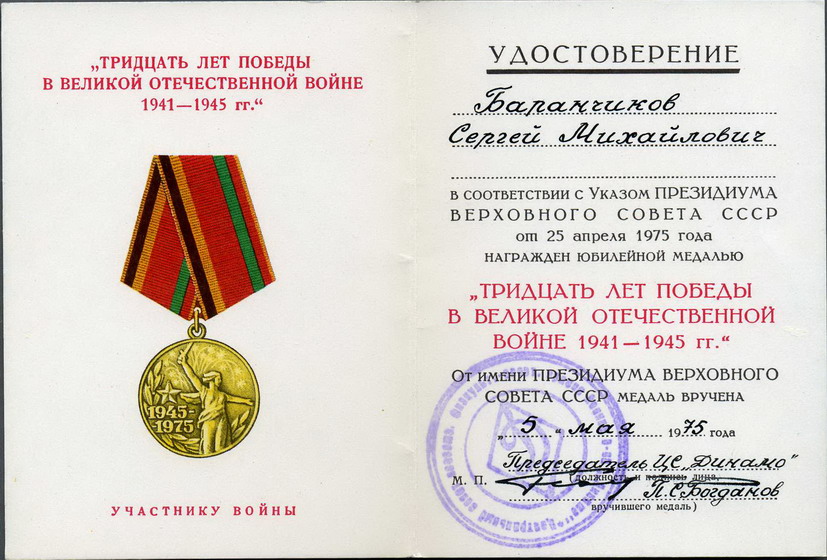 „ТРИДЦАТЬ ЛЕТ ПОБЕДЫ
В ВЕЛИКОЙ ОТЕЧЕСТВЕННОЙ ВОЙНЕ
1941—1945 гг.“
1945-
1975
УЧАСТНИКУ ВОЙНЫ
УДОСТОВЕРЕНИЕ
Баранчиков
Сергей Михайлович
В СООТВЕТСТВИИ С УКАЗОМ ПРЕЗИДИУМА
ВЕРХОВНОГО СОВЕТА СССР
от 25 апреля 1975 года
НАГРАЖДЕН ЮБИЛЕЙНОЙ МЕДАЛЬЮ
„ТРИДЦАТЬ ЛЕТ ПОБЕДЫ
В ВЕЛИКОЙ ОТЕЧЕСТВЕННОЙ
ВОЙНЕ 1941—1945 гг.“
ОТ ИМЕНИ ПРЕЗИДИУМА ВЕРХОВНОГО
СОВЕТА СССР МЕДАЛЬ ВРУЧЕНА
„5“ мая 1975 года
Председатель ЦС „Динамо“
М. П. (должность и подпись лица,
П.С.Богданов
вручившего медаль)